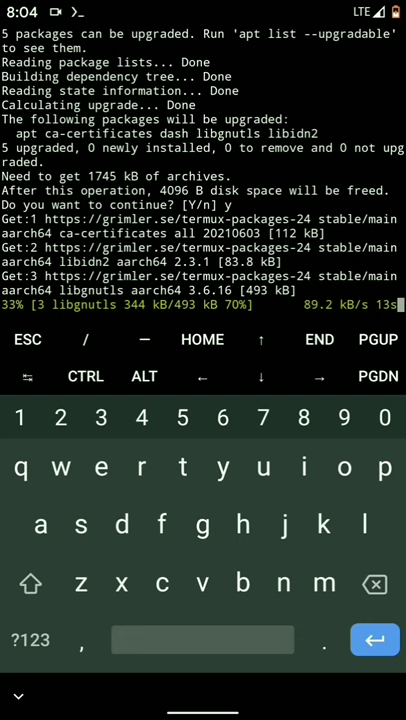 8:04 LTE
5 packages can be upgraded. Run 'apt list --upgradable'
to see them.
Reading package lists... Done
Building dependency tree... Done
Reading state information... Done
Calculating upgrade... Done
The following packages will be upgraded:
apt ca-certificates dash libgnutls libidn2
5 upgraded, 0 newly installed, 0 to remove and 0 not upg
raded.
Need to get 1745 kB of archives.
After this operation, 4096 B disk space will be freed.
Do you want to continue? [Y/n] y
Get:1 https://grimler.se/termux-packages-24 stable/main
aarch64 ca-certificates all 20210603 [112 kB]
Get:2 https://grimler.se/termux-packages-24 stable/main
aarch64 libidn2 aarch64 2.3.1 [83.8 kB]
Get:3 https://grimler.se/termux-packages-24 stable/main
aarch64 libgnutls aarch64 3.6.16 [493 kB]
33% [3 libgnutls 344 kB/493 kB 70%] 89.2 kB/s 13s
ESC / — HOME ↑ END PGUP
↹ CTRL ALT ← ↓ → PGDN
1 2 3 4 5 6 7 8 9 0
q w e r t y u i o p
a s d f g h j k l
z x c v b n m
?123 , .